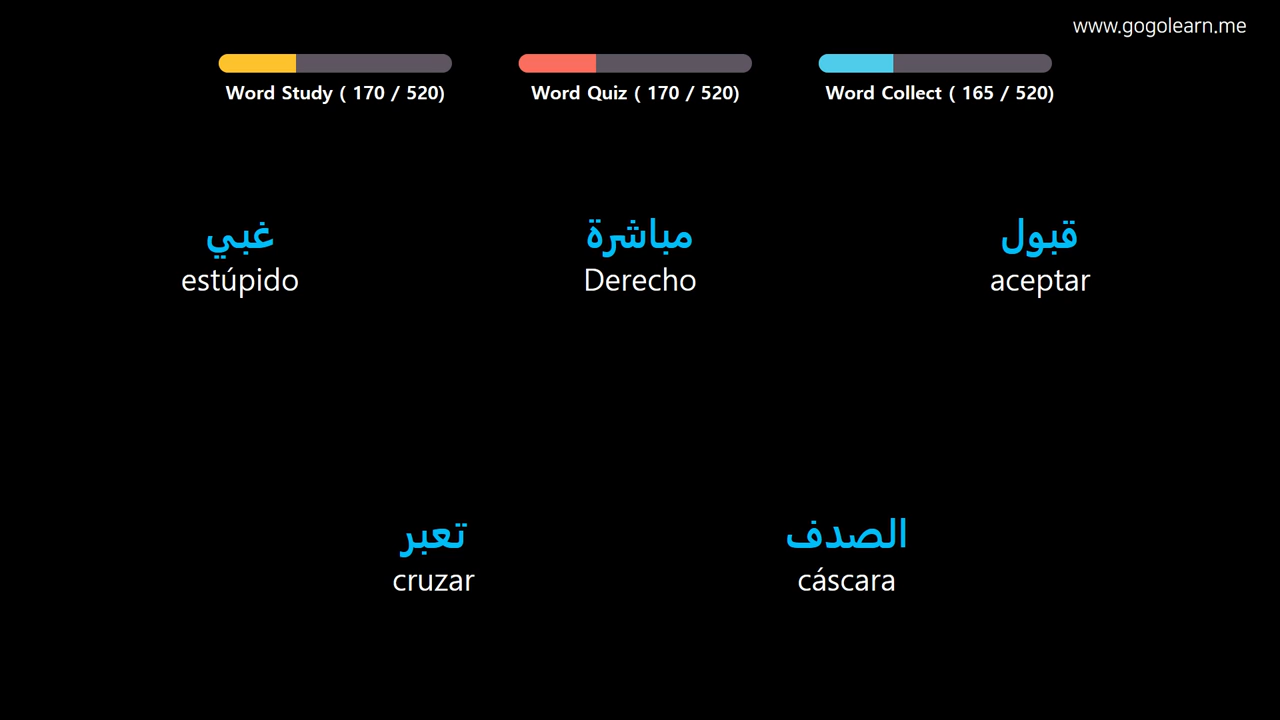 www.gogolearn.me
Word Study ( 170 / 520)
Word Quiz ( 170 / 520)
Word Collect ( 165 / 520)
غبي
estúpido
مباشرة
Derecho
قبول
aceptar
تعبر
cruzar
الصدف
cáscara